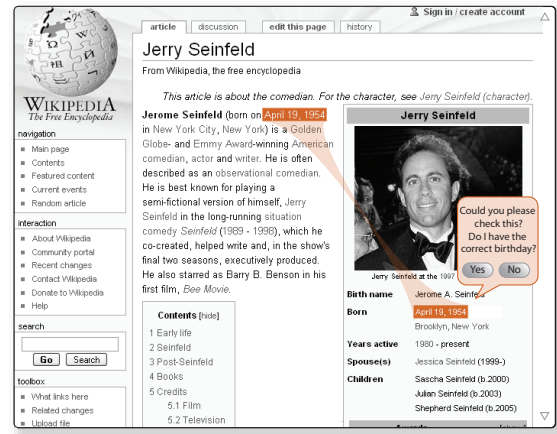 Sign in / create account
article
discussion
edit this page
history
WIKIPEDIA
The Free Encyclopedia
navigation
Main page
Contents
Featured content
Current events
Random article
interaction
About Wikipedia
Community portal
Recent changes
Contact Wikipedia
Donate to Wikipedia
Help
search
Go
Search
toolbox
What links here
Related changes
Upload file
Jerry Seinfeld
From Wikipedia, the free encyclopedia
This article is about the comedian. For the character, see Jerry Seinfeld (character).
Jerome Seinfeld (born on April 19, 1954
in New York City, New York) is a Golden
Globe- and Emmy Award-winning American
comedian, actor and writer. He is often
described as an observational comedian.
He is best known for playing a
semi-fictional version of himself, Jerry
Seinfeld in the long-running situation
comedy Seinfeld (1989 - 1998), which he
co-created, helped write and, in the show's
final two seasons, executively produced.
He also starred as Barry B. Benson in his
first film, Bee Movie.
Contents [hide]
1 Early life
2 Seinfeld
3 Post-Seinfeld
4 Books
5 Credits
5.1 Film
5.2 Television
Jerry Seinfeld
Could you please
check this?
Do I have the
correct birthday?
Yes
No
Jerry Seinfeld at the 1997
Birth name Jerome A. Seinfeld
Born April 19, 1954
Brooklyn, New York
Years active 1980 - present
Spouse(s) Jessica Seinfeld (1999-)
Children Sascha Seinfeld (b.2000)
Julian Seinfeld (b.2003)
Shepherd Seinfeld (b.2005)